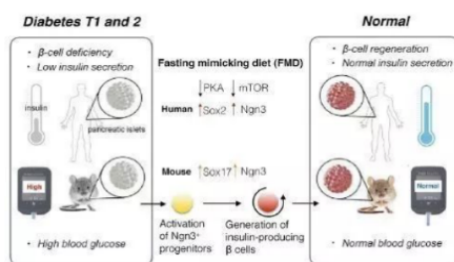 Diabetes T1 and 2
• β-cell deficiency
• Low insulin secretion
insulin
pancreatic islets
High
• High blood glucose
Fasting mimicking diet (FMD)
↓PKA ↓mTOR
Human ↑Sox2 ↑Ngn3
Mouse ↑Sox17 ↑Ngn3
Activation
of Ngn3+
progenitors
Generation of
insulin-producing
β cells
Normal
• β-cell regeneration
• Normal insulin secretion
Normal
• Normal blood glucose